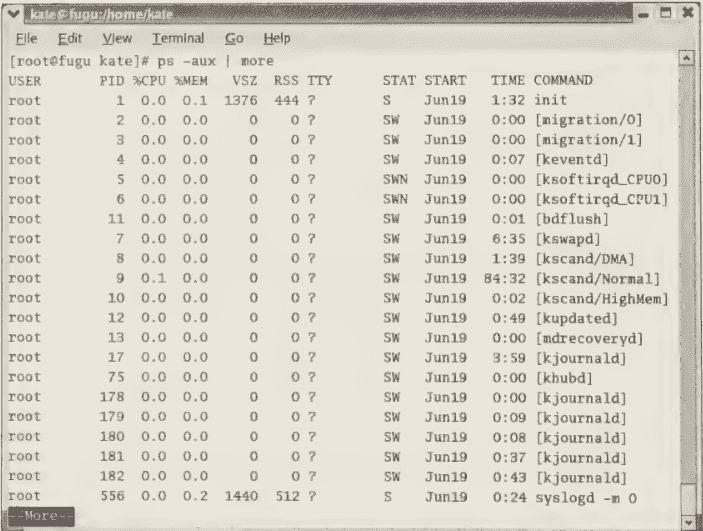 kate@fugu:/home/kate
File Edit View Terminal Go Help
[root@fugu kate]# ps -aux | more
USER PID %CPU %MEM VSZ RSS TTY STAT START TIME COMMAND
root 1 0.0 0.1 1376 444 ? S Jun19 1:32 init
root 2 0.0 0.0 0 0 ? SW Jun19 0:00 [migration/0]
root 3 0.0 0.0 0 0 ? SW Jun19 0:00 [migration/1]
root 4 0.0 0.0 0 0 ? SW Jun19 0:07 [keventd]
root 5 0.0 0.0 0 0 ? SWN Jun19 0:00 [ksoftirqd_CPU0]
root 6 0.0 0.0 0 0 ? SWN Jun19 0:00 [ksoftirqd_CPU1]
root 11 0.0 0.0 0 0 ? SW Jun19 0:01 [bdflush]
root 7 0.0 0.0 0 0 ? SW Jun19 6:35 [kswapd]
root 8 0.0 0.0 0 0 ? SW Jun19 1:39 [kscand/DMA]
root 9 0.1 0.0 0 0 ? SW Jun19 84:32 [kscand/Normal]
root 10 0.0 0.0 0 0 ? SW Jun19 0:02 [kscand/HighMem]
root 12 0.0 0.0 0 0 ? SW Jun19 0:49 [kupdated]
root 13 0.0 0.0 0 0 ? SW Jun19 0:00 [mdrecoveryd]
root 17 0.0 0.0 0 0 ? SW Jun19 3:59 [kjournald]
root 75 0.0 0.0 0 0 ? SW Jun19 0:00 [khubd]
root 178 0.0 0.0 0 0 ? SW Jun19 0:00 [kjournald]
root 179 0.0 0.0 0 0 ? SW Jun19 0:09 [kjournald]
root 180 0.0 0.0 0 0 ? SW Jun19 0:08 [kjournald]
root 181 0.0 0.0 0 0 ? SW Jun19 0:37 [kjournald]
root 182 0.0 0.0 0 0 ? SW Jun19 0:43 [kjournald]
root 556 0.0 0.2 1440 512 ? S Jun19 0:24 syslogd -m 0
--More--